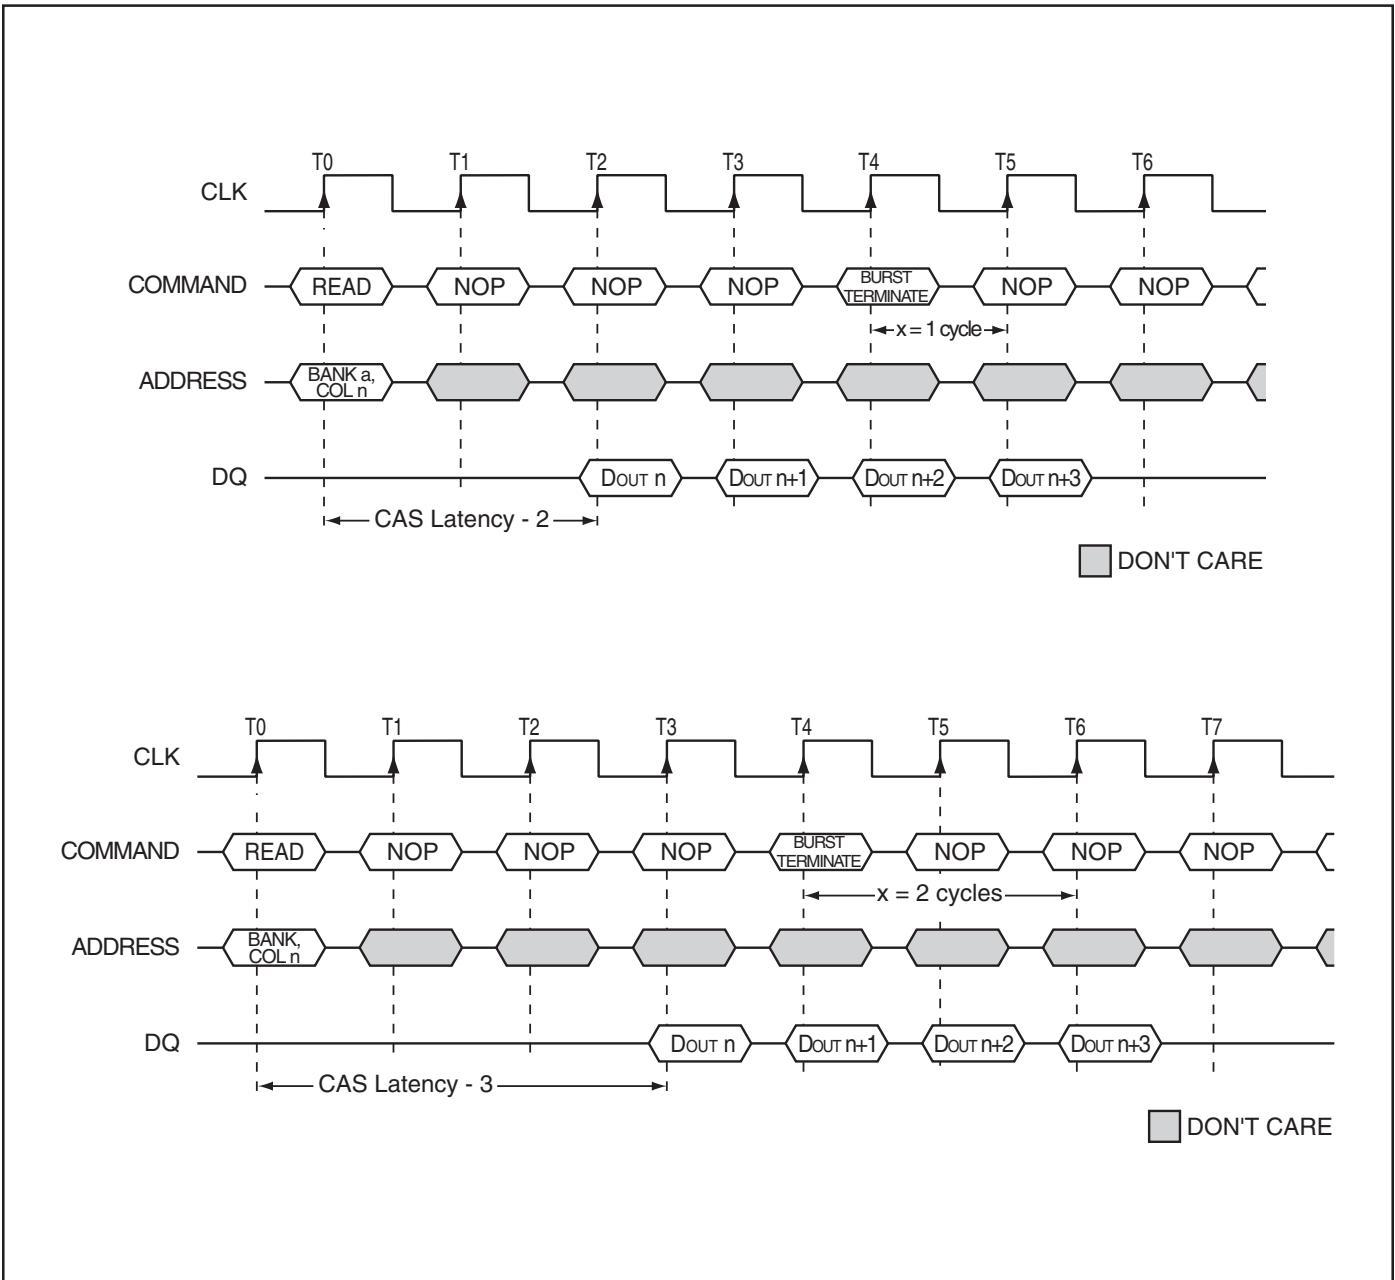 T0 T1 T2 T3 T4 T5 T6
CLK
COMMAND READ NOP NOP NOP BURST TERMINATE NOP NOP
x = 1 cycle
ADDRESS BANK a, COL n
DQ DOUT n DOUT n+1 DOUT n+2 DOUT n+3
CAS Latency - 2
DON'T CARE
T0 T1 T2 T3 T4 T5 T6 T7
CLK
COMMAND READ NOP NOP NOP BURST TERMINATE NOP NOP NOP
x = 2 cycles
ADDRESS BANK, COL n
DQ DOUT n DOUT n+1 DOUT n+2 DOUT n+3
CAS Latency - 3
DON'T CARE